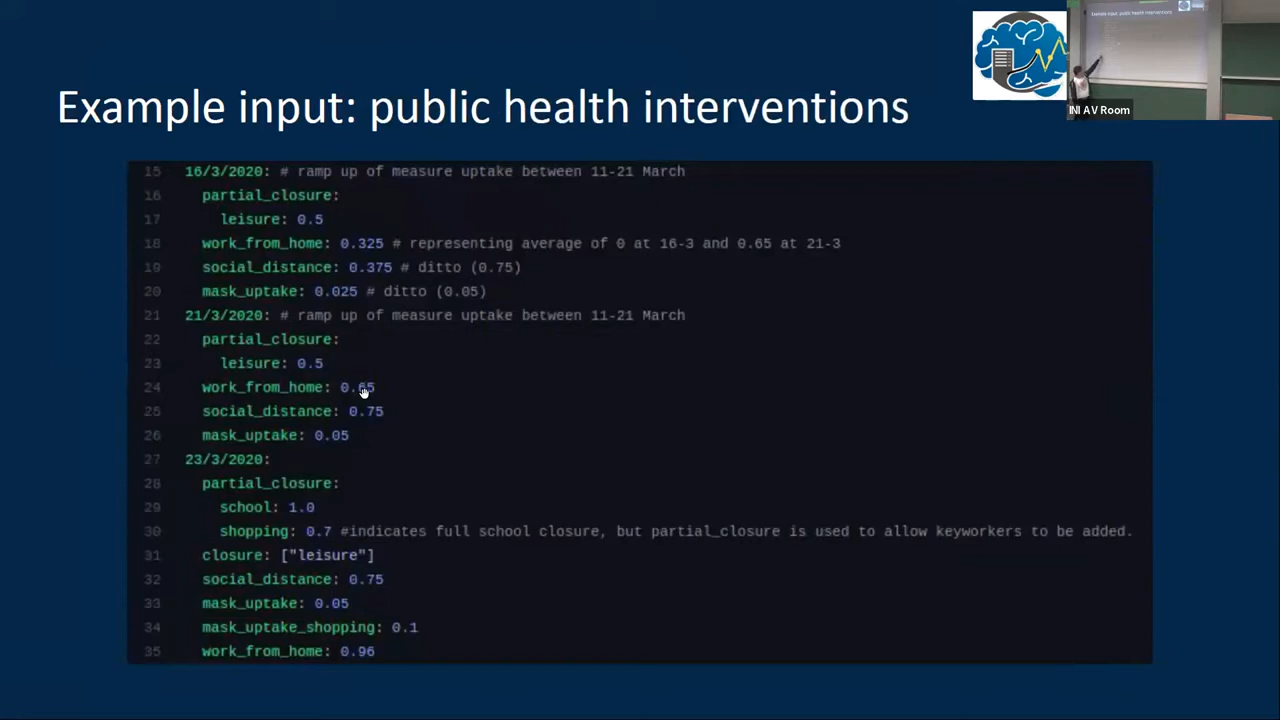 Example input: public health interventions
INI AV Room
15 16/3/2020: # ramp up of measure uptake between 11-21 March
16 partial_closure:
17 leisure: 0.5
18 work_from_home: 0.325 # representing average of 0 at 16-3 and 0.65 at 21-3
19 social_distance: 0.375 # ditto (0.75)
20 mask_uptake: 0.025 # ditto (0.05)
21 21/3/2020: # ramp up of measure uptake between 11-21 March
22 partial_closure:
23 leisure: 0.5
24 work_from_home: 0.65
25 social_distance: 0.75
26 mask_uptake: 0.05
27 23/3/2020:
28 partial_closure:
29 school: 1.0
30 shopping: 0.7 #indicates full school closure, but partial_closure is used to allow keyworkers to be added.
31 closure: ["leisure"]
32 social_distance: 0.75
33 mask_uptake: 0.05
34 mask_uptake_shopping: 0.1
35 work_from_home: 0.96
Example input: public health interventions